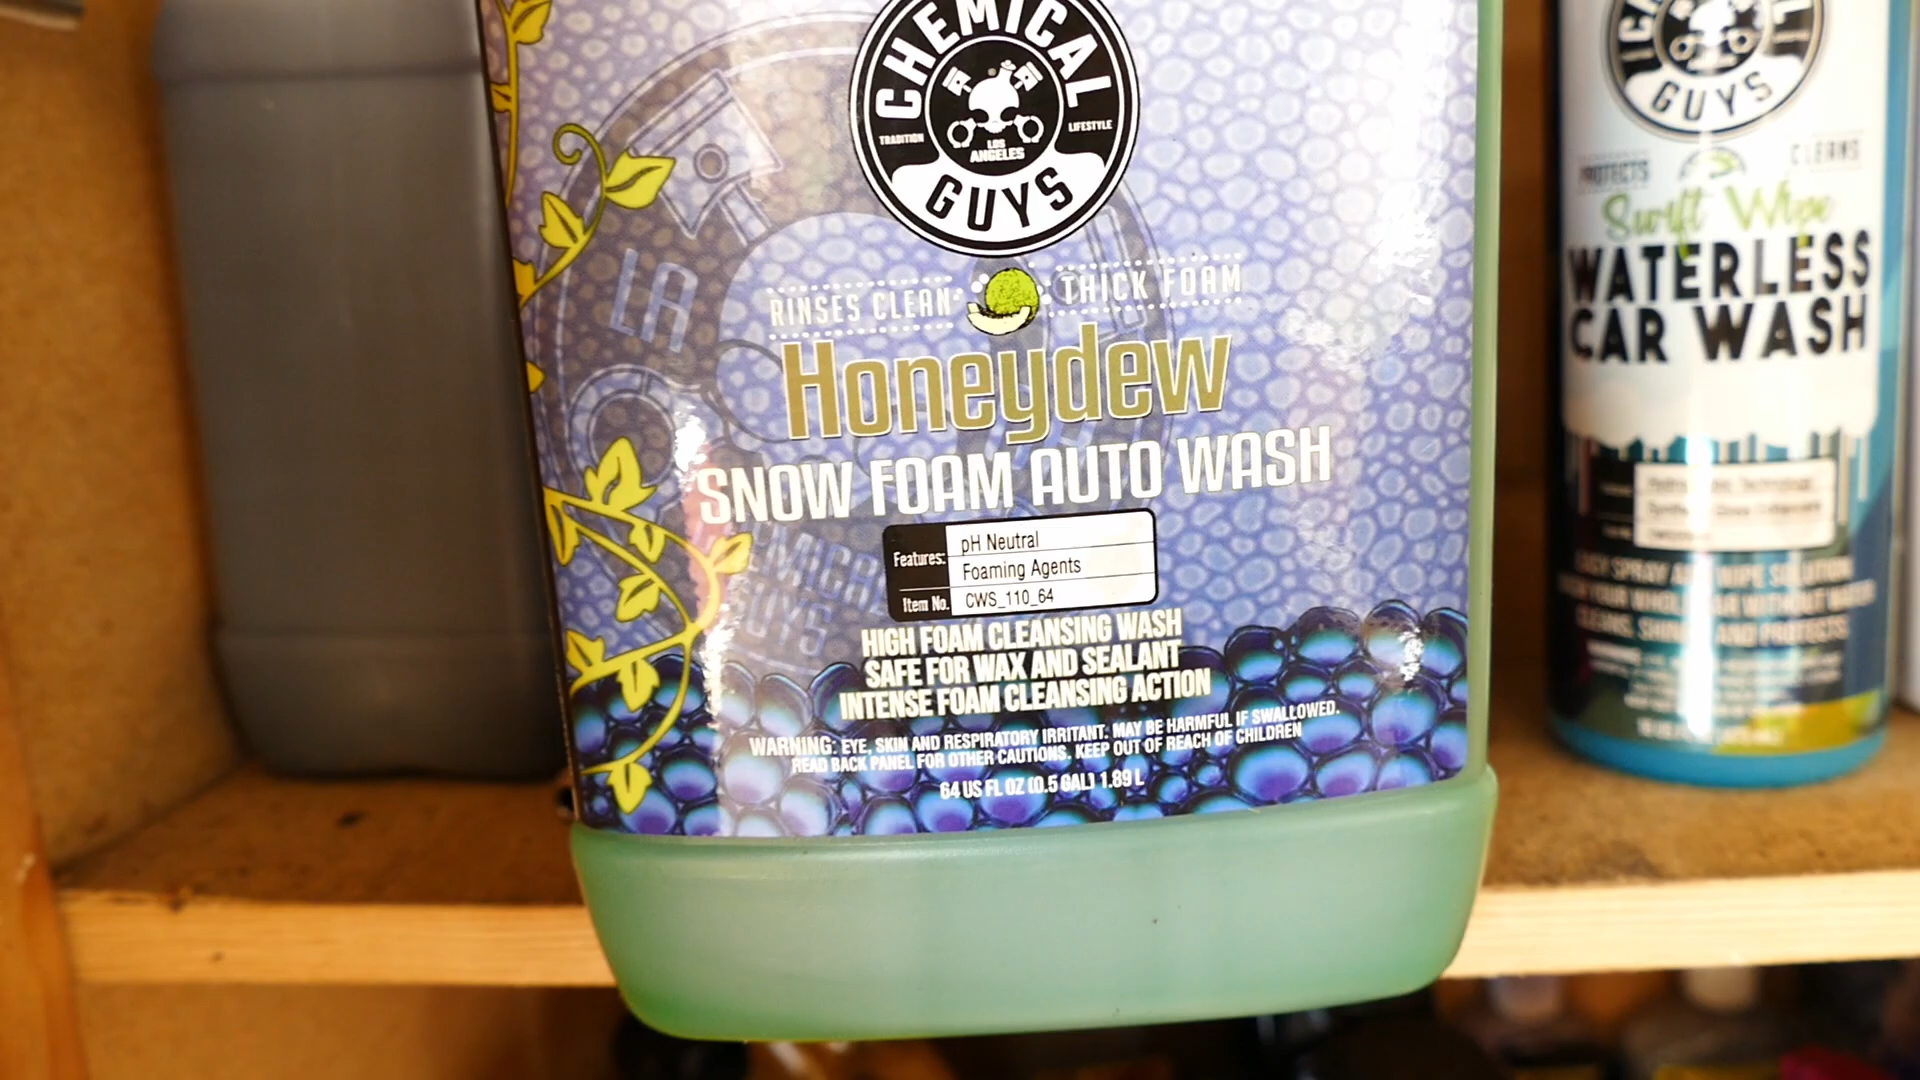 CHEMICAL
TRADITION
LIFESTYLE
LOS
ANGELES
GUYS
LA
RINSES CLEAN
THICK FOAM
Honeydew
SNOW FOAM AUTO WASH
Features:
pH Neutral
Foaming Agents
Item No.
CWS_110_64
HIGH FOAM CLEANSING WASH
SAFE FOR WAX AND SEALANT
INTENSE FOAM CLEANSING ACTION
WARNING: EYE, SKIN AND RESPIRATORY IRRITANT. MAY BE HARMFUL IF SWALLOWED.
READ BACK PANEL FOR OTHER CAUTIONS. KEEP OUT OF REACH OF CHILDREN
64 US FL OZ (0.5 GAL) 1.89 L
GUYS
GUYS
PROTECTS
CLEANS
Swift Wipe
WATERLESS
CAR WASH